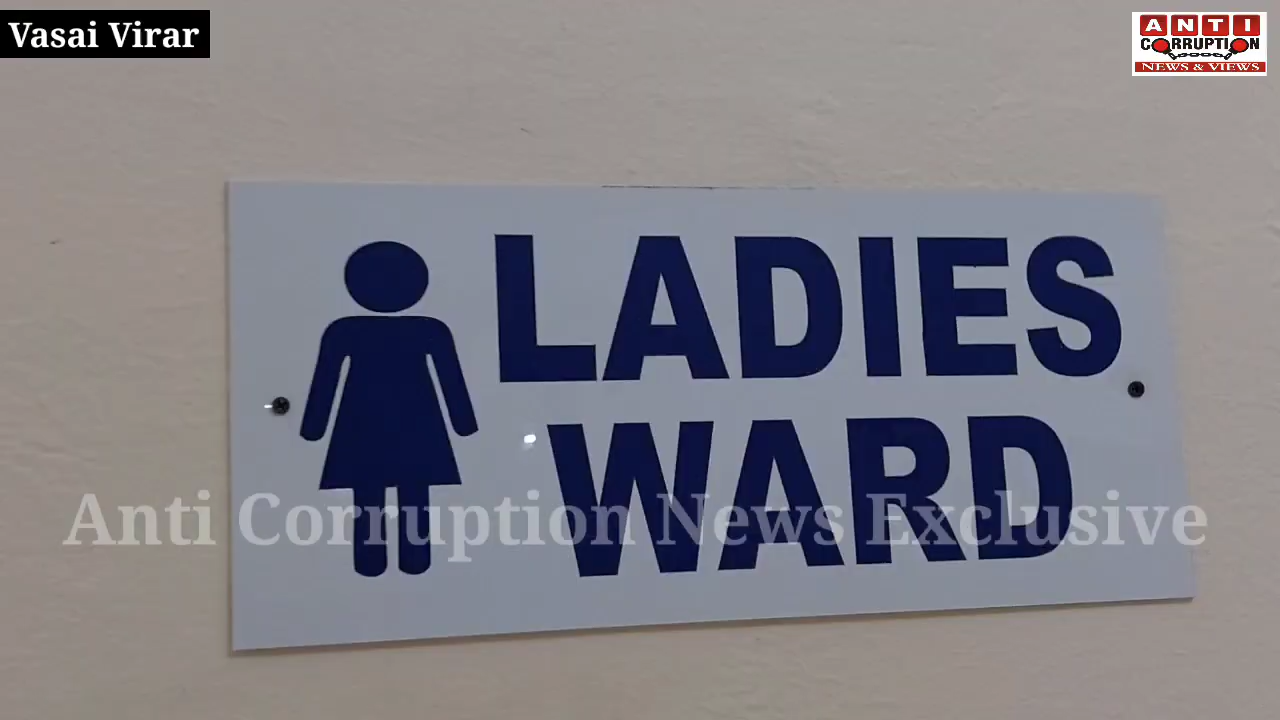 Vasai Virar
ANTI
CORRUPTION
NEWS & VIEWS
LADIES
WARD
Anti Corruption News Exclusive